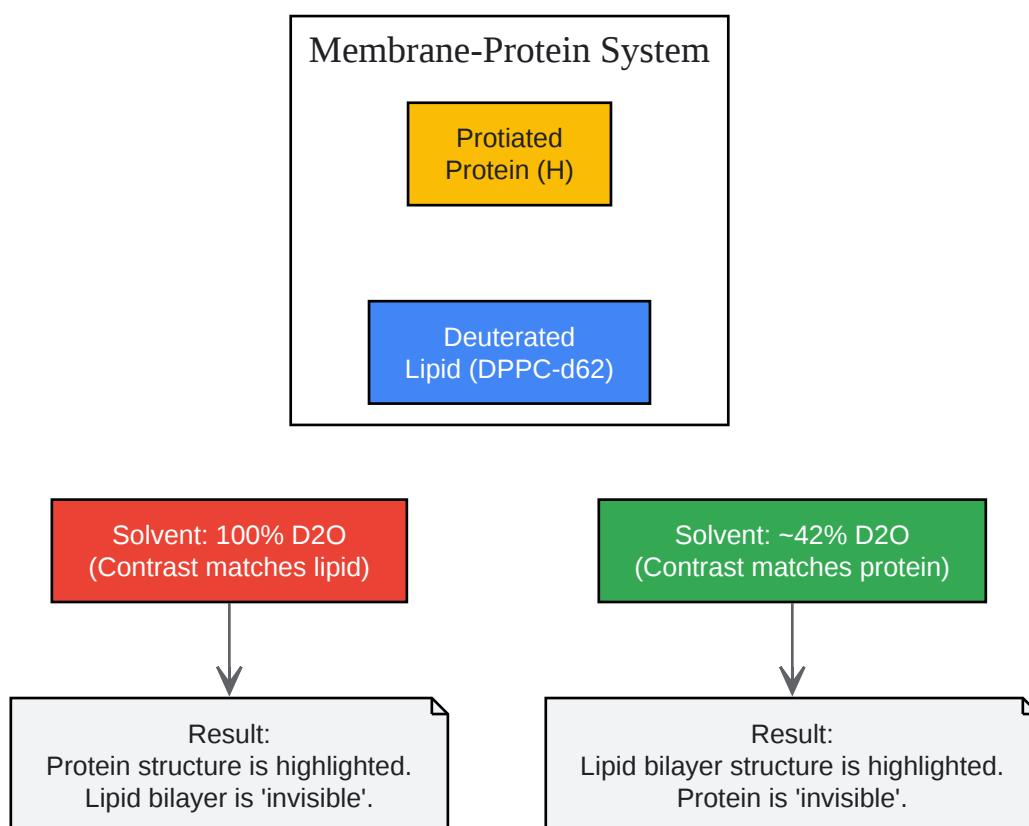 Membrane-Protein System
Protiated
Protein (H)
Deuterated
Lipid (DPPC-d62)
Solvent: 100% D2O
(Contrast matches lipid)
Solvent: ~42% D2O
(Contrast matches protein)
Result:
Protein structure is highlighted.
Lipid bilayer is 'invisible'.
Result:
Lipid bilayer structure is highlighted.
Protein is 'invisible'.